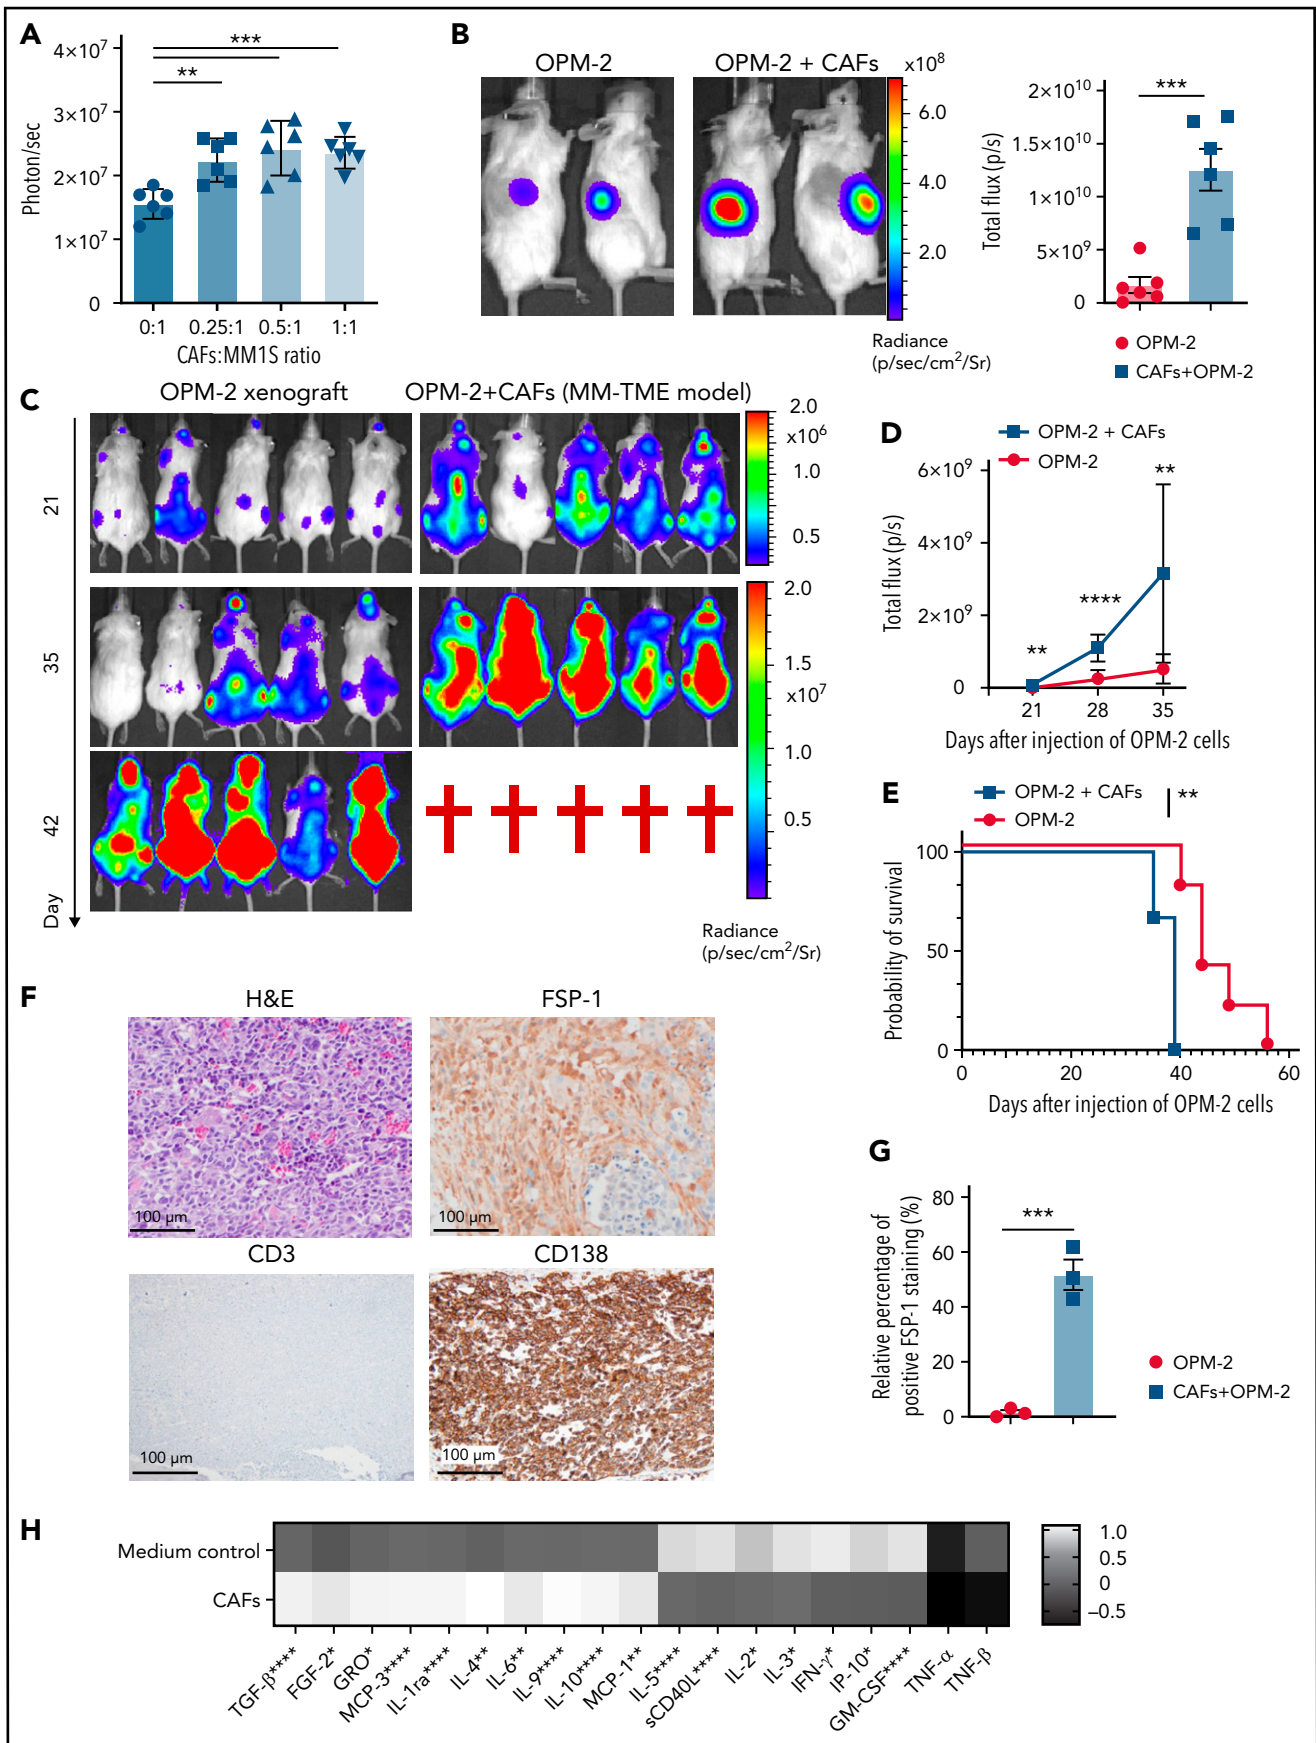 A
4×10⁷
3×10⁷
2×10⁷
1×10⁷
0
Photon/sec
***
**
0:1 0.25:1 0.5:1 1:1
CAFs:MM1S ratio
B
OPM-2
OPM-2 + CAFs
x10⁸
6.0
4.0
2.0
Radiance
(p/sec/cm²/Sr)
2×10¹⁰
1.5×10¹⁰
1×10¹⁰
5×10⁹
0
Total flux (p/s)
***
OPM-2
CAFs+OPM-2
C
OPM-2 xenograft
OPM-2+CAFs (MM-TME model)
21
35
42
Day
2.0
x10⁶
1.0
0.5
2.0
1.5
x10⁷
1.0
0.5
Radiance
(p/sec/cm²/Sr)
D
OPM-2 + CAFs
OPM-2
6×10⁹
4×10⁹
2×10⁹
0
Total flux (p/s)
**
****
**
21 28 35
Days after injection of OPM-2 cells
E
OPM-2 + CAFs
OPM-2
**
100
50
0
Probability of survival
0 20 40 60
Days after injection of OPM-2 cells
F
H&E
100 µm
FSP-1
100 µm
CD3
100 µm
CD138
100 µm
G
80
60
40
20
0
Relative percentage of
positive FSP-1 staining (%)
***
OPM-2
CAFs+OPM-2
H
Medium control
CAFs
1.0
0.5
0
–0.5
TGF-β****
FGF-2*
GRO*
MCP-3****
IL-1ra****
IL-4**
IL-6**
IL-9****
IL-10****
MCP-1**
IL-5****
sCD40L****
IL-2*
IL-3*
IFN-γ*
IP-10*
GM-CSF****
TNF-α
TNF-β